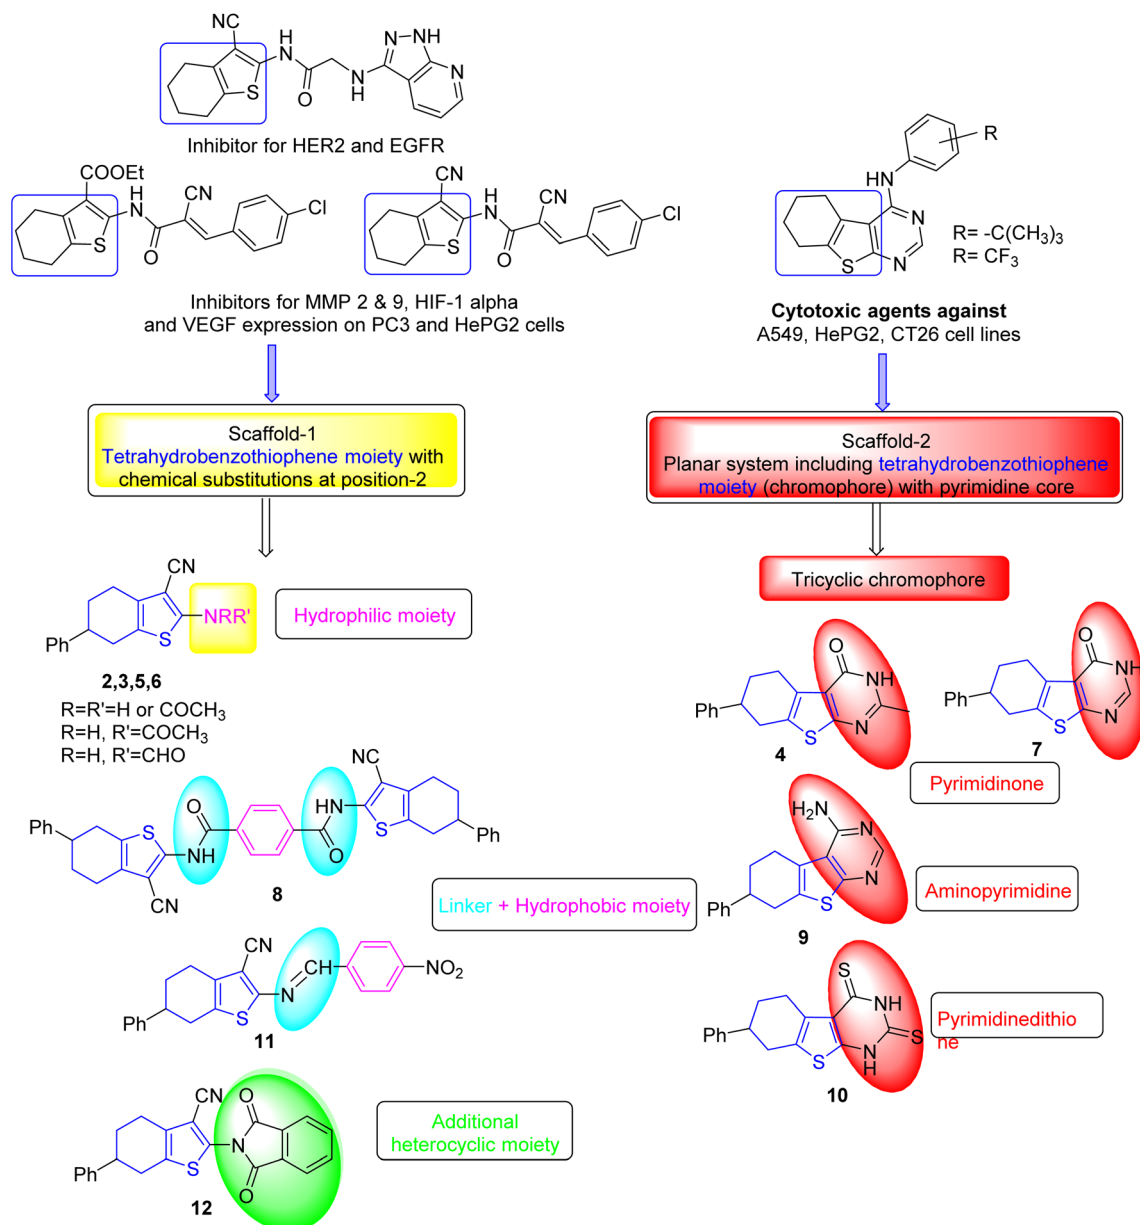 NC
H
N
O
S
N
H
N
NH
N
Inhibitor for HER2 and EGFR
COOEt
H
N
CN
Cl
S
O
CN
H
N
CN
Cl
S
O
Inhibitors for MMP 2 & 9, HIF-1 alpha
and VEGF expression on PC3 and HePG2 cells
R
HN
N
S
N
R= -C(CH3)3
R= CF3
Cytotoxic agents against
A549, HePG2, CT26 cell lines
Scaffold-1
Tetrahydrobenzothiophene moiety with
chemical substitutions at position-2
Scaffold-2
Planar system including tetrahydrobenzothiophene
moiety (chromophore) with pyrimidine core
Tricyclic chromophore
CN
NRR'
S
Ph
Hydrophilic moiety
2,3,5,6
R=R'=H or COCH3
R=H, R'=COCH3
R=H, R'=CHO
O
NH
Ph
S
N
4
O
NH
Ph
S
N
7
Pyrimidinone
CN
O
HN
S
Ph
Ph
S
NH
O
CN
8
Linker + Hydrophobic moiety
H2N
N
N
Ph
S
9
Aminopyrimidine
CN
N
CH
NO2
S
Ph
11
S
NH
S
Ph
S
N
H
10
Pyrimidinedithio
ne
CN
O
N
S
O
Ph
12
Additional
heterocyclic moiety